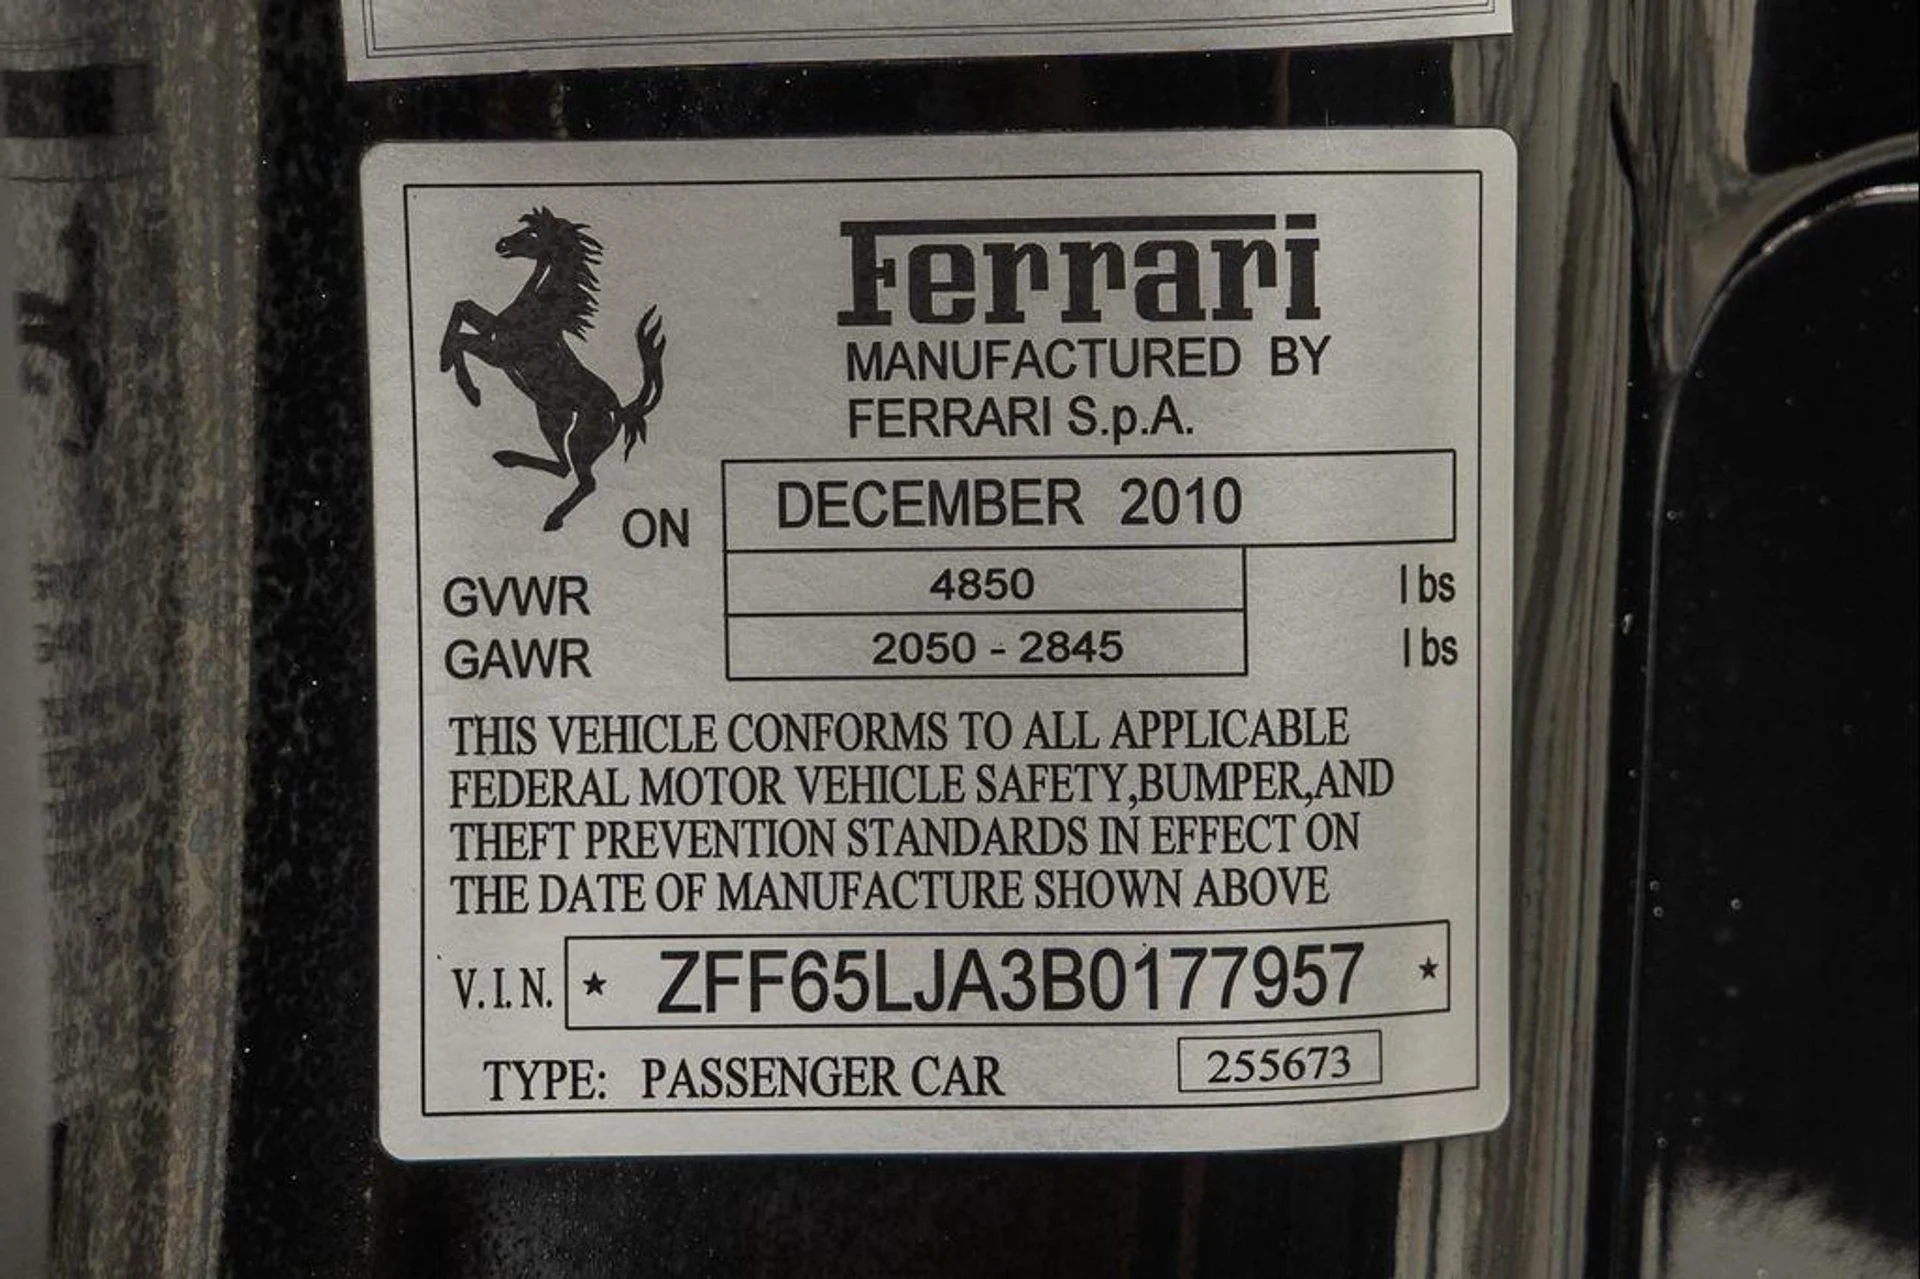 Ferrari
MANUFACTURED BY
FERRARI S.p.A.
ON DECEMBER 2010
GVWR 4850 lbs
GAWR 2050 - 2845 lbs
THIS VEHICLE CONFORMS TO ALL APPLICABLE
FEDERAL MOTOR VEHICLE SAFETY,BUMPER,AND
THEFT PREVENTION STANDARDS IN EFFECT ON
THE DATE OF MANUFACTURE SHOWN ABOVE
V.I.N. ★ ZFF65LJA3B0177957 ★
TYPE: PASSENGER CAR 255673